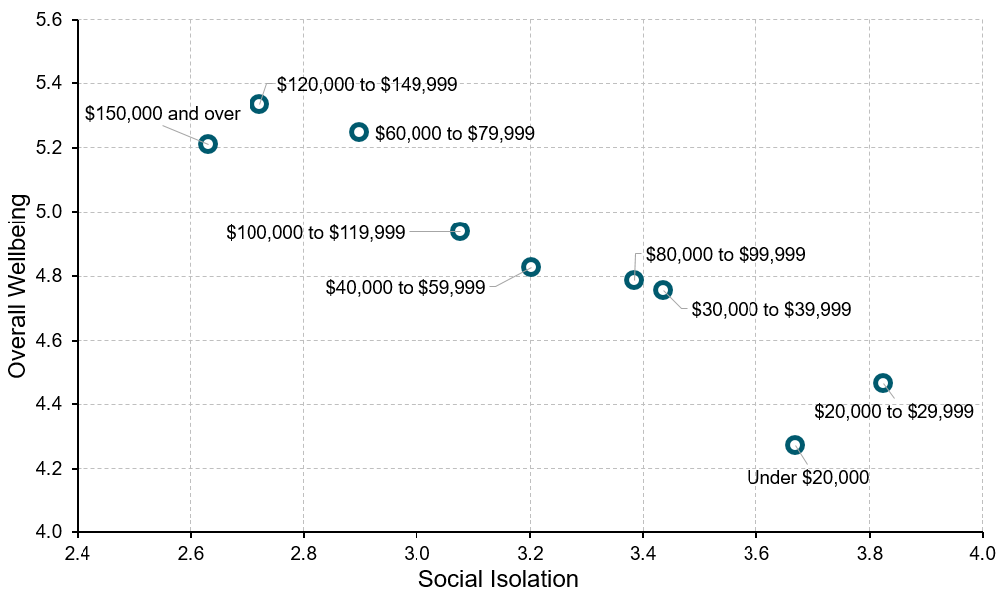 5.6
5.4
5.2
5.0
4.8
4.6
4.4
4.2
4.0
Overall Wellbeing
$120,000 to $149,999
$150,000 and over
$60,000 to $79,999
$100,000 to $119,999
$80,000 to $99,999
$40,000 to $59,999
$30,000 to $39,999
$20,000 to $29,999
Under $20,000
2.4 2.6 2.8 3.0 3.2 3.4 3.6 3.8 4.0
Social Isolation